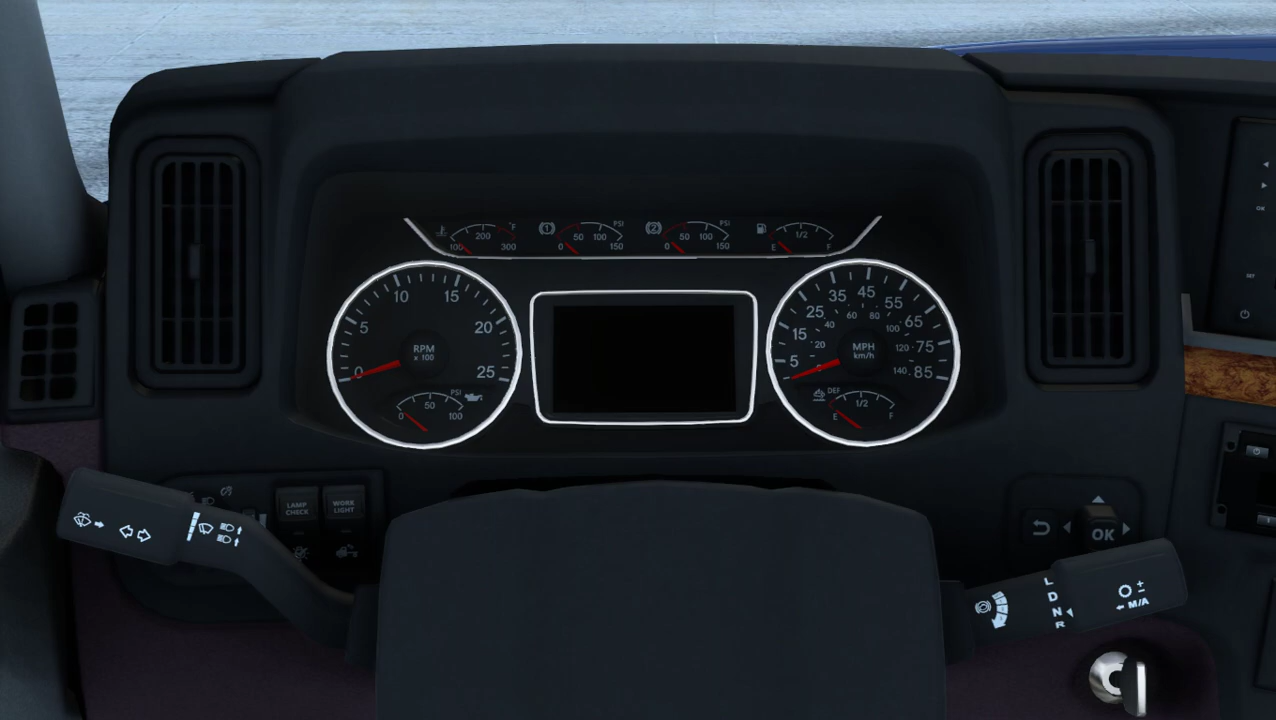 °F
200
100 300
PSI
50 100
0 150
PSI
50 100
0 150
1/2
E F
0 5 10 15 20 25
RPM
x 100
PSI
50
0 100
5 15 25 35 45 55 65 75 85
20 40 60 80 100 120 140
MPH
km/h
DEF
1/2
E F
LAMP
CHECK
WORK
LIGHT
OK
L
D
N
R
±
M/A
OK
SET